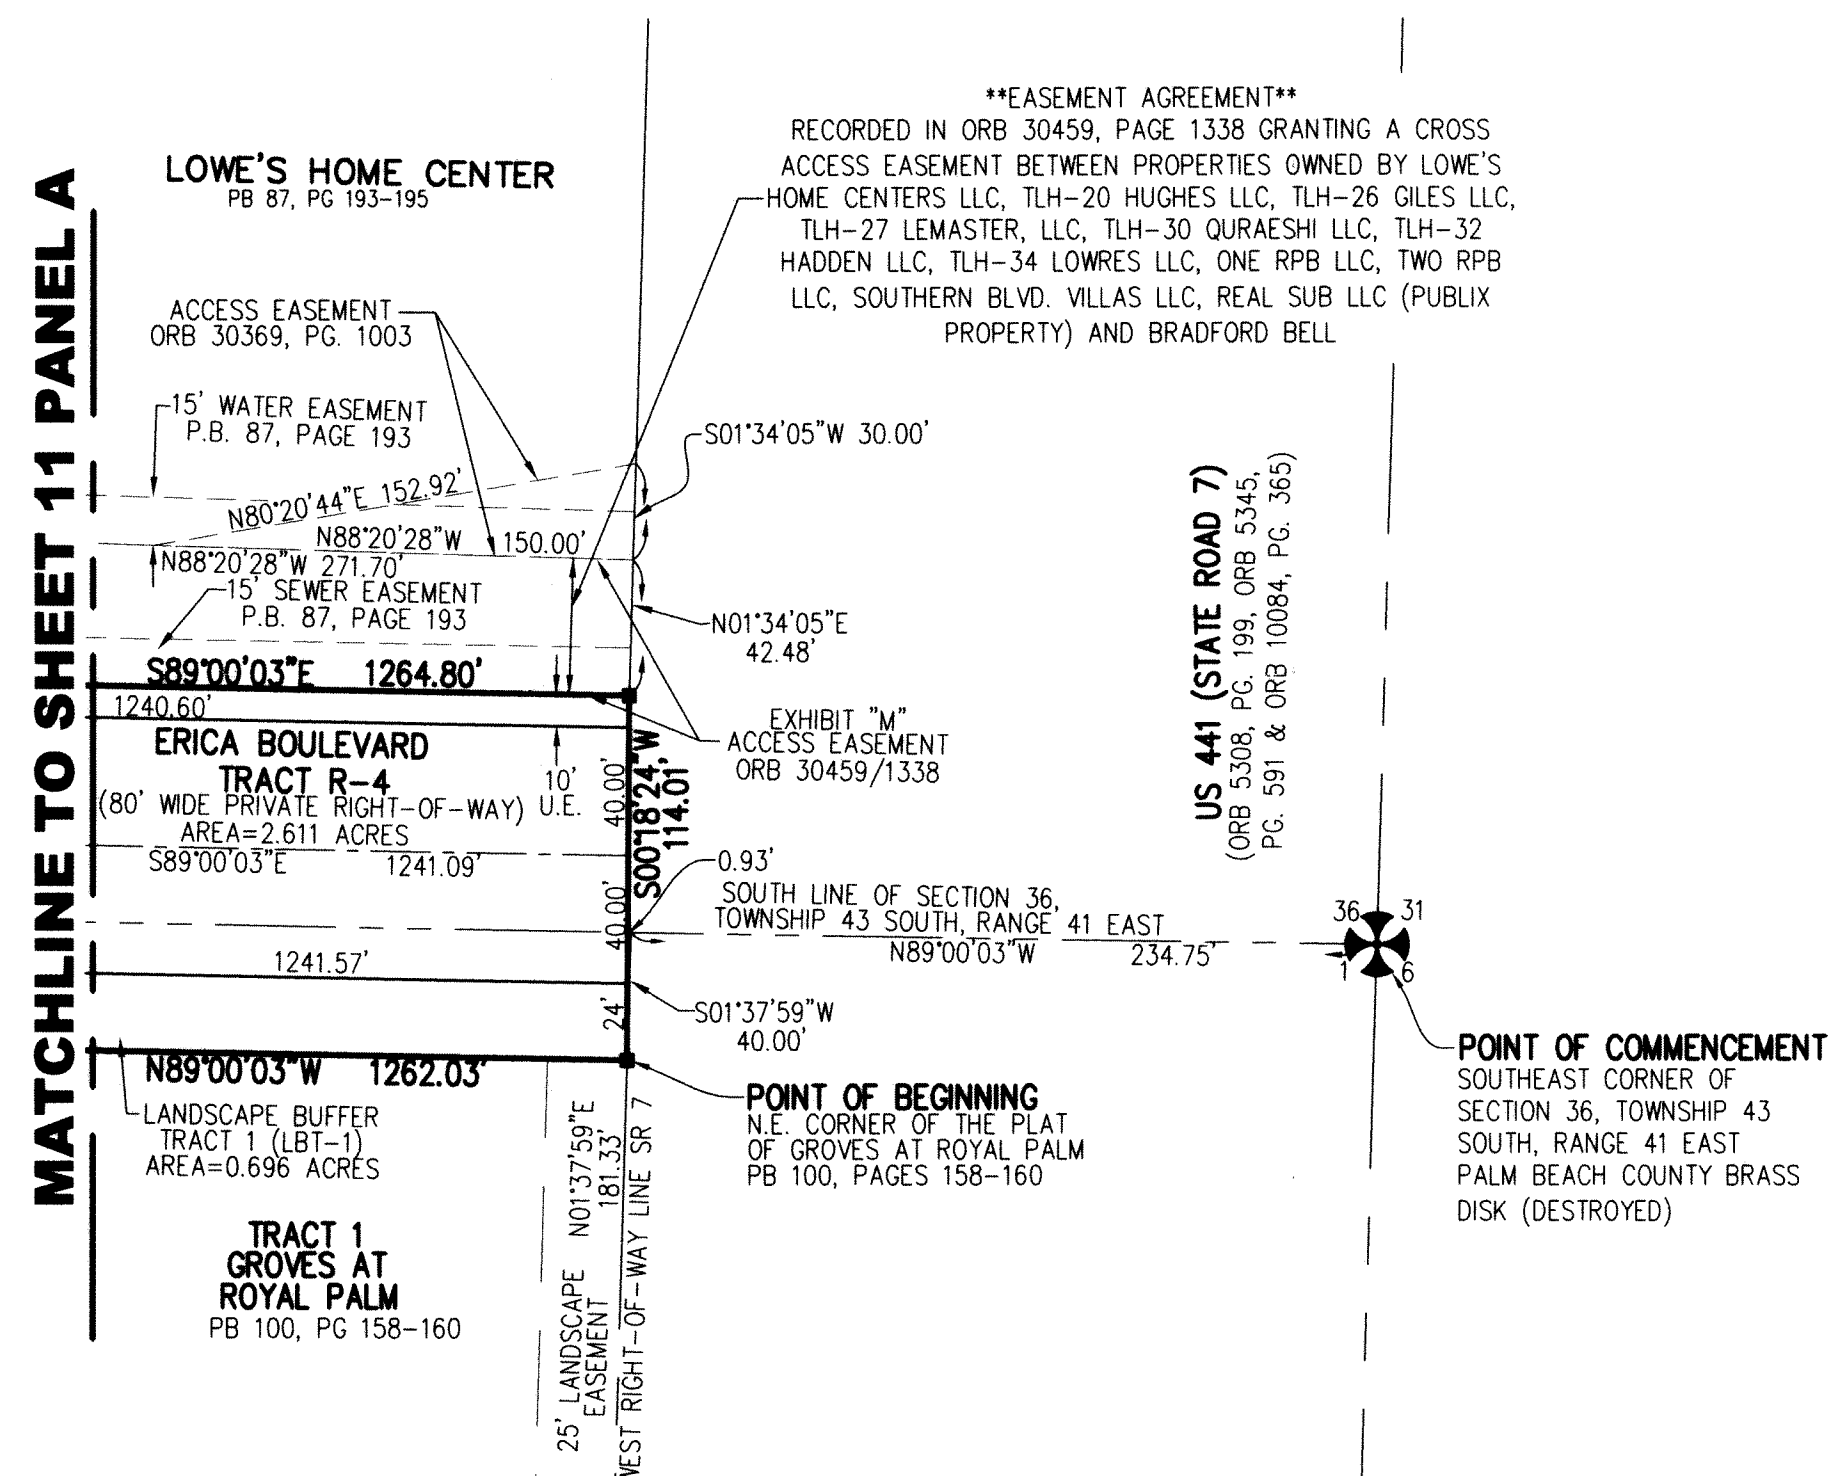 MATCHLINE TO SHEET 11 PANEL A
LOWE'S HOME CENTER
PB 87, PG 193-195
**EASEMENT AGREEMENT**
RECORDED IN ORB 30459, PAGE 1338 GRANTING A CROSS
ACCESS EASEMENT BETWEEN PROPERTIES OWNED BY LOWE'S
HOME CENTERS LLC, TLH-20 HUGHES LLC, TLH-26 GILES LLC,
TLH-27 LEMASTER, LLC, TLH-30 QURAESHI LLC, TLH-32
HADDEN LLC, TLH-34 LOWRES LLC, ONE RPB LLC, TWO RPB
LLC, SOUTHERN BLVD. VILLAS LLC, REAL SUB LLC (PUBLIX
PROPERTY) AND BRADFORD BELL
ACCESS EASEMENT
ORB 30369, PG. 1003
15' WATER EASEMENT
P.B. 87, PAGE 193
S01°34'05"W 30.00'
N80°20'44"E 152.92'
N88°20'28"W 150.00'
N88°20'28"W 271.70'
15' SEWER EASEMENT
P.B. 87, PAGE 193
N01°34'05"E
42.48'
US 441 (STATE ROAD 7)
(ORB 5308, PG. 199, ORB 5345,
PG. 591 & ORB 10084, PG. 365)
S89°00'03"E 1264.80'
1240.60'
EXHIBIT "M"
ACCESS EASEMENT
ORB 30459/1338
ERICA BOULEVARD
TRACT R-4
(80' WIDE PRIVATE RIGHT-OF-WAY)
AREA=2.611 ACRES
10'
U.E.
40.00'
S00°18'24"W
114.01'
S89°00'03"E 1241.09'
0.93'
SOUTH LINE OF SECTION 36,
TOWNSHIP 43 SOUTH, RANGE 41 EAST
N89°00'03"W 234.75'
40.00'
36 31
1 6
1241.57'
24'
S01°37'59"W
40.00'
N89°00'03"W 1262.03'
POINT OF COMMENCEMENT
SOUTHEAST CORNER OF
SECTION 36, TOWNSHIP 43
SOUTH, RANGE 41 EAST
PALM BEACH COUNTY BRASS
DISK (DESTROYED)
POINT OF BEGINNING
N.E. CORNER OF THE PLAT
OF GROVES AT ROYAL PALM
PB 100, PAGES 158-160
LANDSCAPE BUFFER
TRACT 1 (LBT-1)
AREA=0.696 ACRES
TRACT 1
GROVES AT
ROYAL PALM
PB 100, PG 158-160
25' LANDSCAPE
EASEMENT
N01°37'59"E
181.33'
WEST RIGHT-OF-WAY LINE SR 7